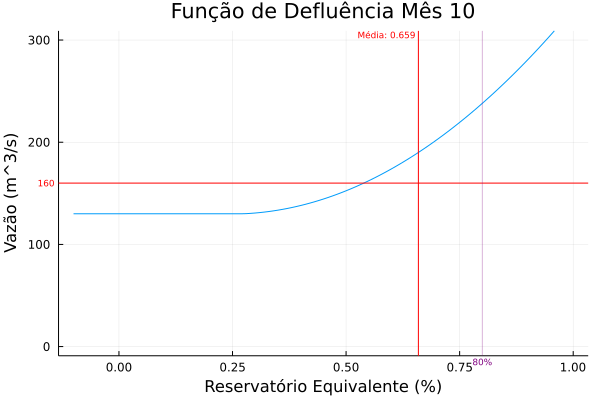 Função de Defluência Mês 10
Média: 0.659
300
200
160
100
0
Vazão (m^3/s)
0.00
0.25
0.50
0.75
80%
1.00
Reservatório Equivalente (%)